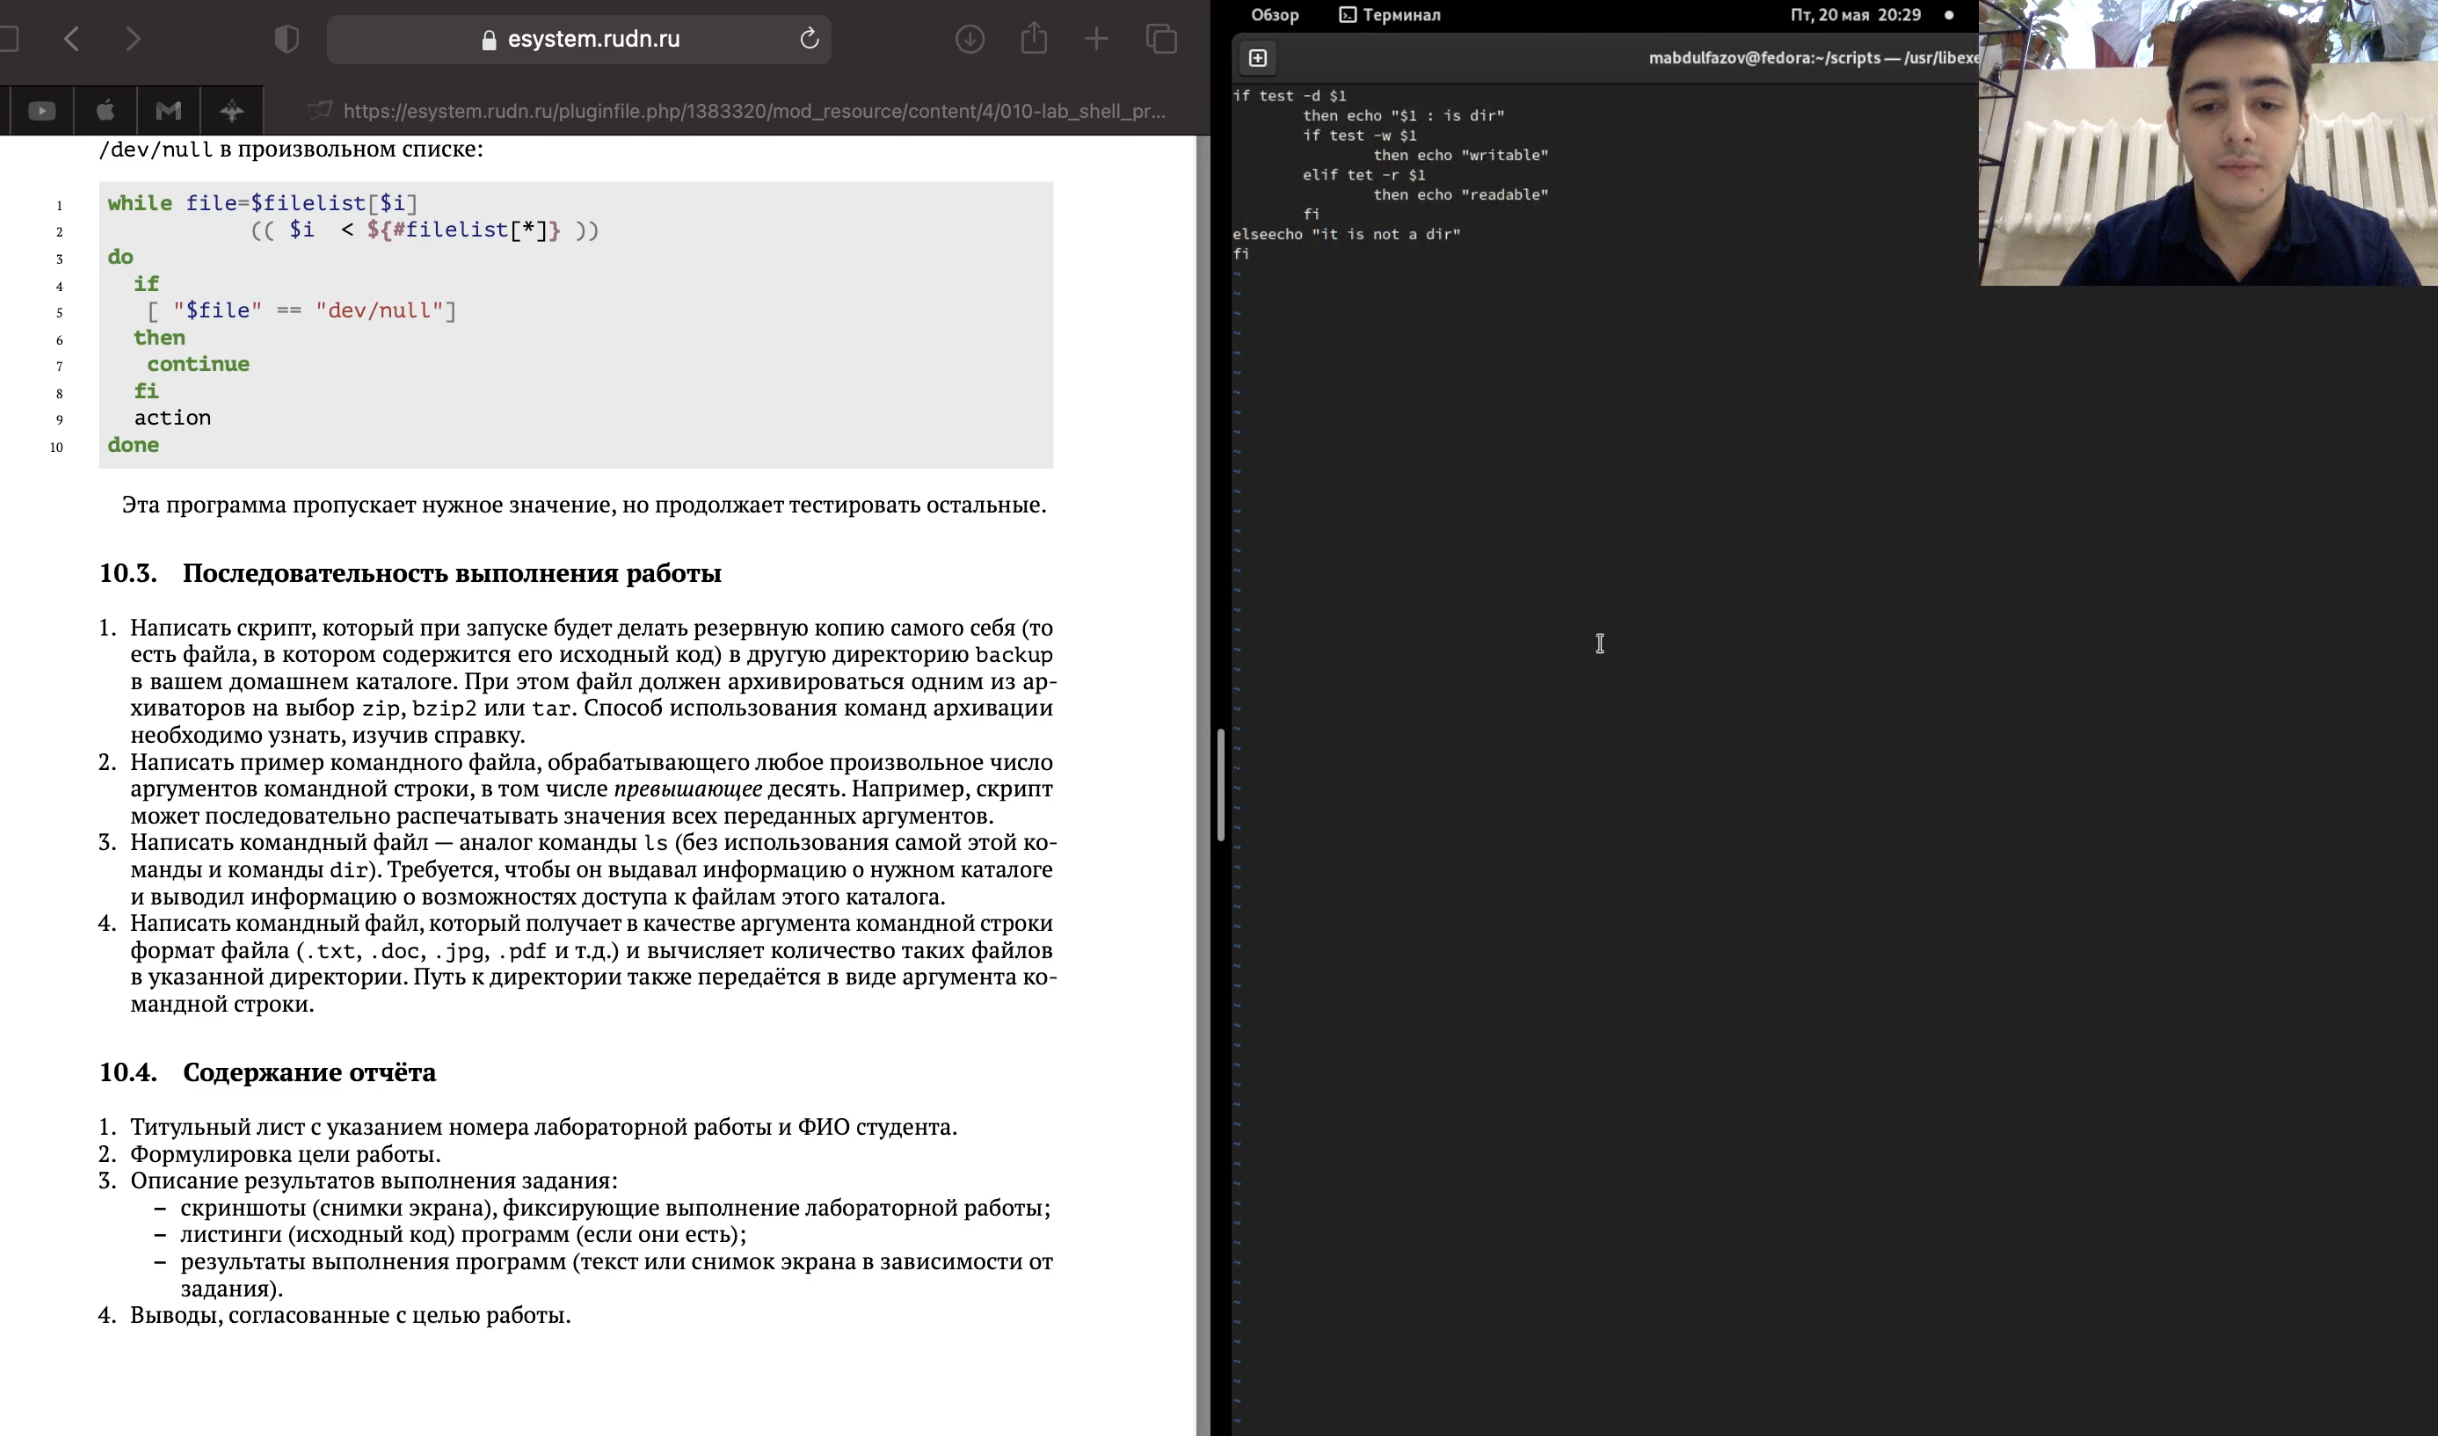 esystem.rudn.ru
https://esystem.rudn.ru/pluginfile.php/1383320/mod_resource/content/4/010-lab_shell_pr...
/dev/null в произвольном списке:
1 while file=$filelist[$i]
2 (( $i < ${#filelist[*]} ))
3 do
4 if
5 [ "$file" == "dev/null"]
6 then
7 continue
8 fi
9 action
10 done
Эта программа пропускает нужное значение, но продолжает тестировать остальные.
10.3. Последовательность выполнения работы
1. Написать скрипт, который при запуске будет делать резервную копию самого себя (то
есть файла, в котором содержится его исходный код) в другую директорию backup
в вашем домашнем каталоге. При этом файл должен архивироваться одним из ар-
хиваторов на выбор zip, bzip2 или tar. Способ использования команд архивации
необходимо узнать, изучив справку.
2. Написать пример командного файла, обрабатывающего любое произвольное число
аргументов командной строки, в том числе превышающее десять. Например, скрипт
может последовательно распечатывать значения всех переданных аргументов.
3. Написать командный файл — аналог команды ls (без использования самой этой ко-
манды и команды dir). Требуется, чтобы он выдавал информацию о нужном каталоге
и выводил информацию о возможностях доступа к файлам этого каталога.
4. Написать командный файл, который получает в качестве аргумента командной строки
формат файла (.txt, .doc, .jpg, .pdf и т.д.) и вычисляет количество таких файлов
в указанной директории. Путь к директории также передаётся в виде аргумента ко-
мандной строки.
10.4. Содержание отчёта
1. Титульный лист с указанием номера лабораторной работы и ФИО студента.
2. Формулировка цели работы.
3. Описание результатов выполнения задания:
– скриншоты (снимки экрана), фиксирующие выполнение лабораторной работы;
– листинги (исходный код) программ (если они есть);
– результаты выполнения программ (текст или снимок экрана в зависимости от
задания).
4. Выводы, согласованные с целью работы.
Обзор Терминал Пт, 20 мая 20:29
mabdulfazov@fedora:~/scripts — /usr/libexe
if test -d $1
then echo "$1 : is dir"
if test -w $1
then echo "writable"
elif tet -r $1
then echo "readable"
fi
elseecho "it is not a dir"
fi